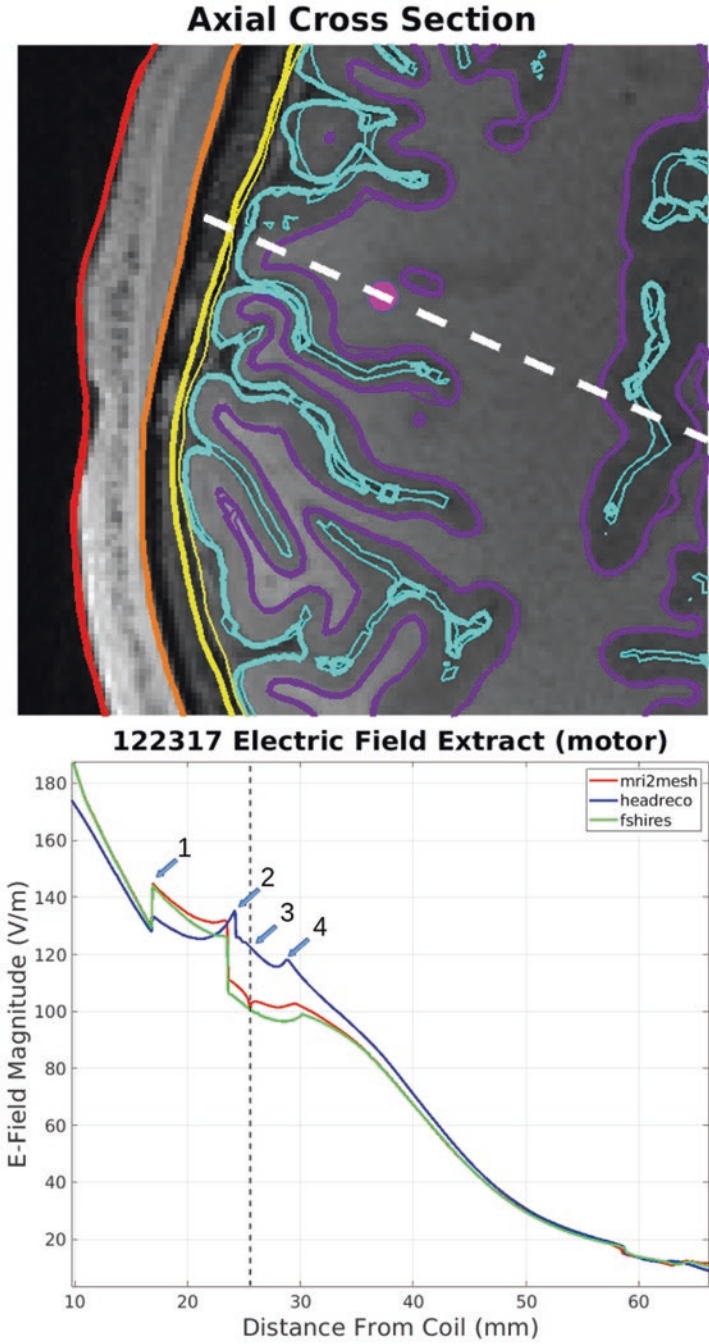 Axial Cross Section
122317 Electric Field Extract (motor)
180
160
140
120
100
80
60
40
20
E-Field Magnitude (V/m)
mri2mesh
headreco
fshires
1
2
3
4
10
20
30
40
50
60
Distance From Coil (mm)